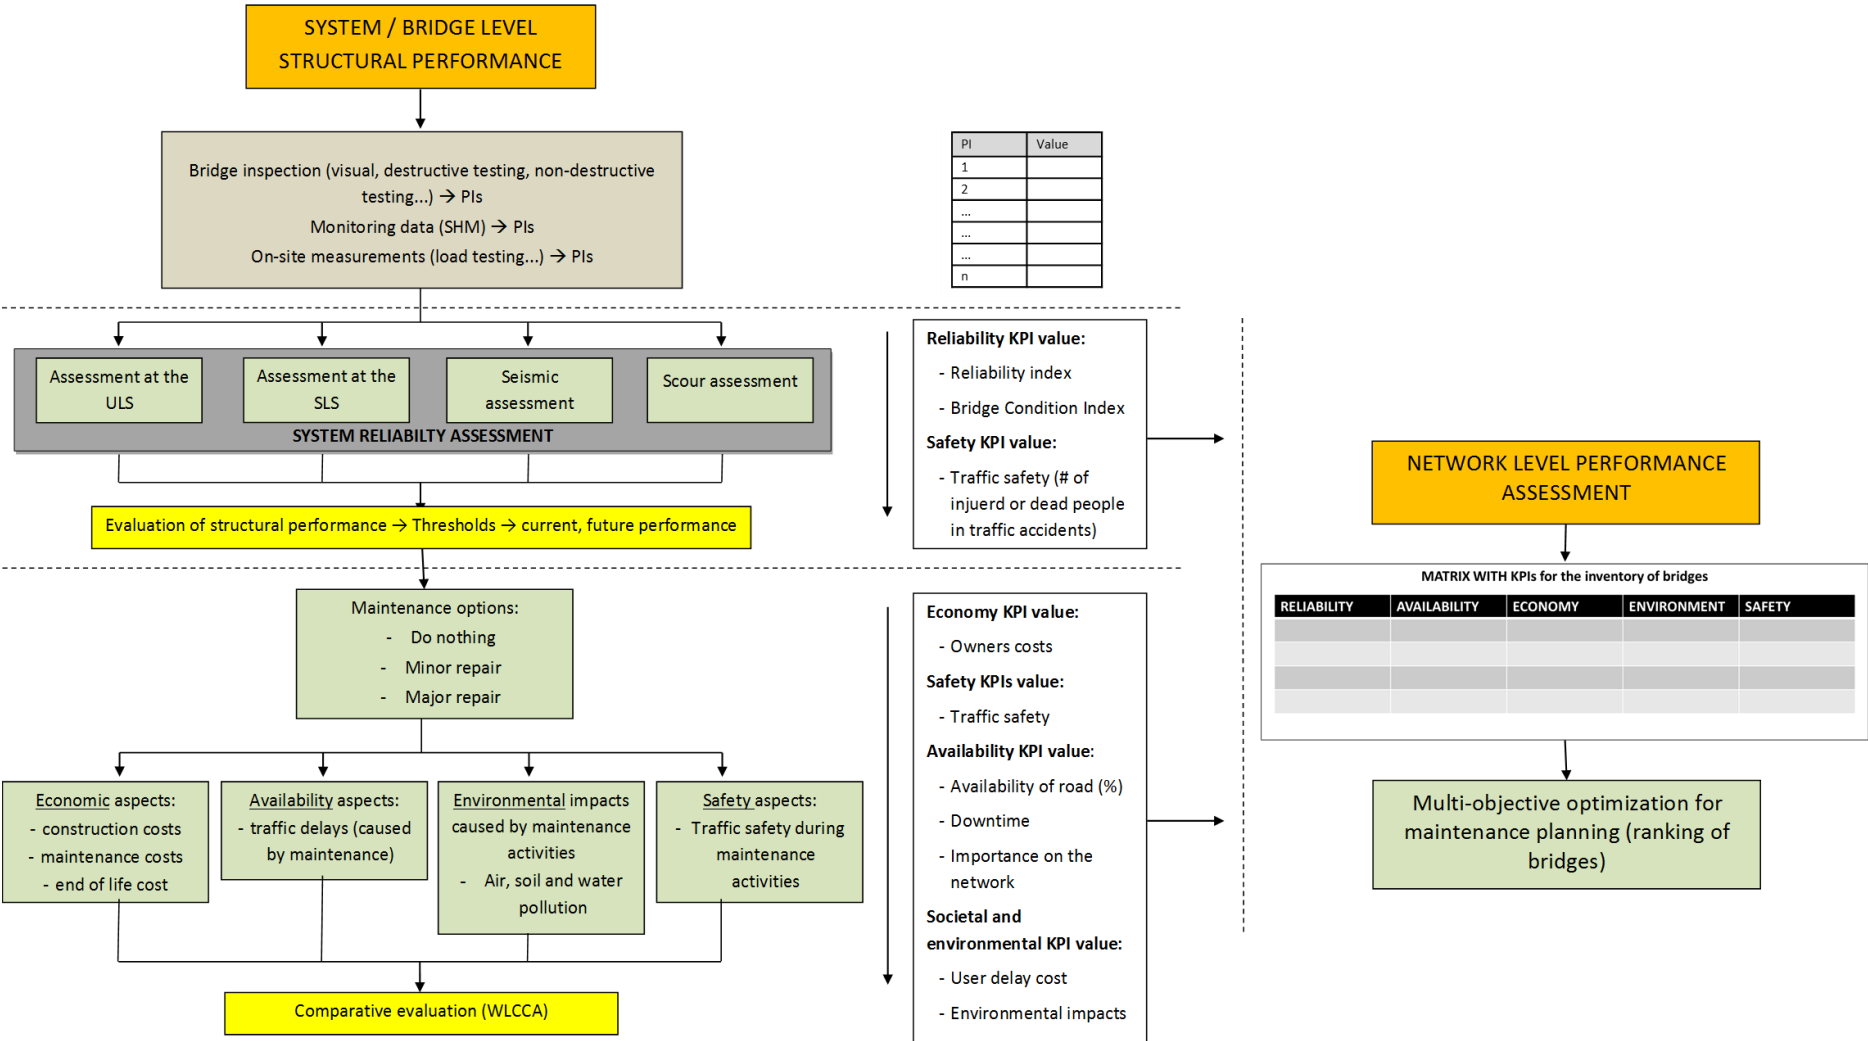 SYSTEM / BRIDGE LEVEL
STRUCTURAL PERFORMANCE
Bridge inspection (visual, destructive testing, non-destructive
testing...) → PIs
Monitoring data (SHM) → PIs
On-site measurements (load testing...) → PIs
PI Value
1
2
...
...
...
n
Assessment at the
ULS
Assessment at the
SLS
Seismic
assessment
Scour assessment
SYSTEM RELIABILTY ASSESSMENT
Evaluation of structural performance → Thresholds → current, future performance
Reliability KPI value:
- Reliability index
- Bridge Condition Index
Safety KPI value:
- Traffic safety (# of
injuerd or dead people
in traffic accidents)
Maintenance options:
- Do nothing
- Minor repair
- Major repair
Economic aspects:
- construction costs
- maintenance costs
- end of life cost
Availability aspects:
- traffic delays (caused
by maintenance)
Environmental impacts
caused by maintenance
activities
- Air, soil and water
pollution
Safety aspects:
- Traffic safety during
maintenance
activities
Comparative evaluation (WLCCA)
Economy KPI value:
- Owners costs
Safety KPIs value:
- Traffic safety
Availability KPI value:
- Availability of road (%)
- Downtime
- Importance on the
network
Societal and
environmental KPI value:
- User delay cost
- Environmental impacts
NETWORK LEVEL PERFORMANCE
ASSESSMENT
MATRIX WITH KPIs for the inventory of bridges
RELIABILITY AVAILABILITY ECONOMY ENVIRONMENT SAFETY
Multi-objective optimization for
maintenance planning (ranking of
bridges)